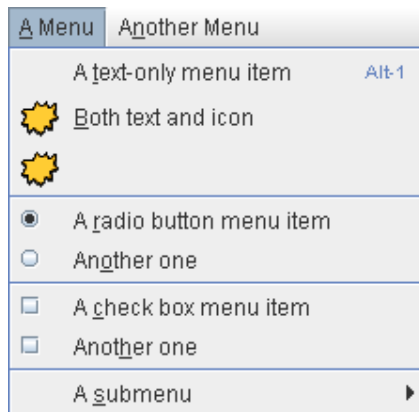 A Menu Another Menu
A text-only menu item Alt-1
Both text and icon
A radio button menu item
Another one
A check box menu item
Another one
A submenu